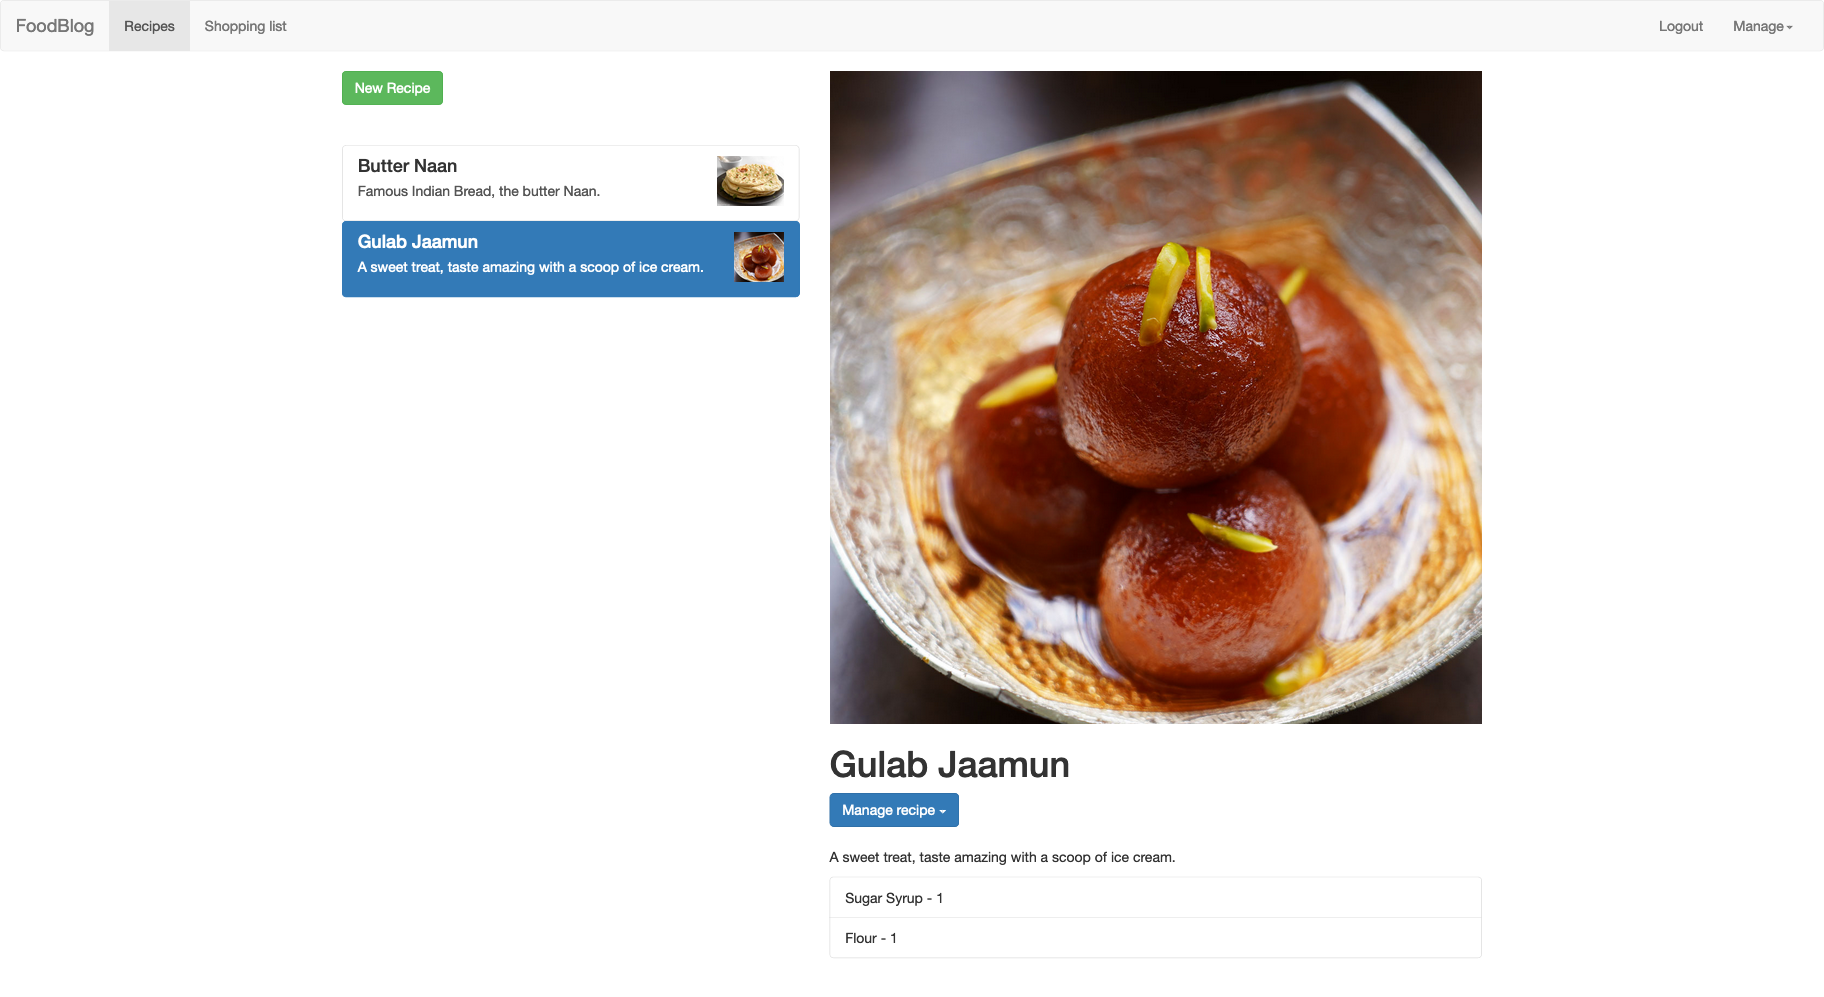 FoodBlog
Recipes
Shopping list
Logout
Manage
New Recipe
Butter Naan
Famous Indian Bread, the butter Naan.
Gulab Jaamun
A sweet treat, taste amazing with a scoop of ice cream.
Gulab Jaamun
Manage recipe
A sweet treat, taste amazing with a scoop of ice cream.
Sugar Syrup - 1
Flour - 1